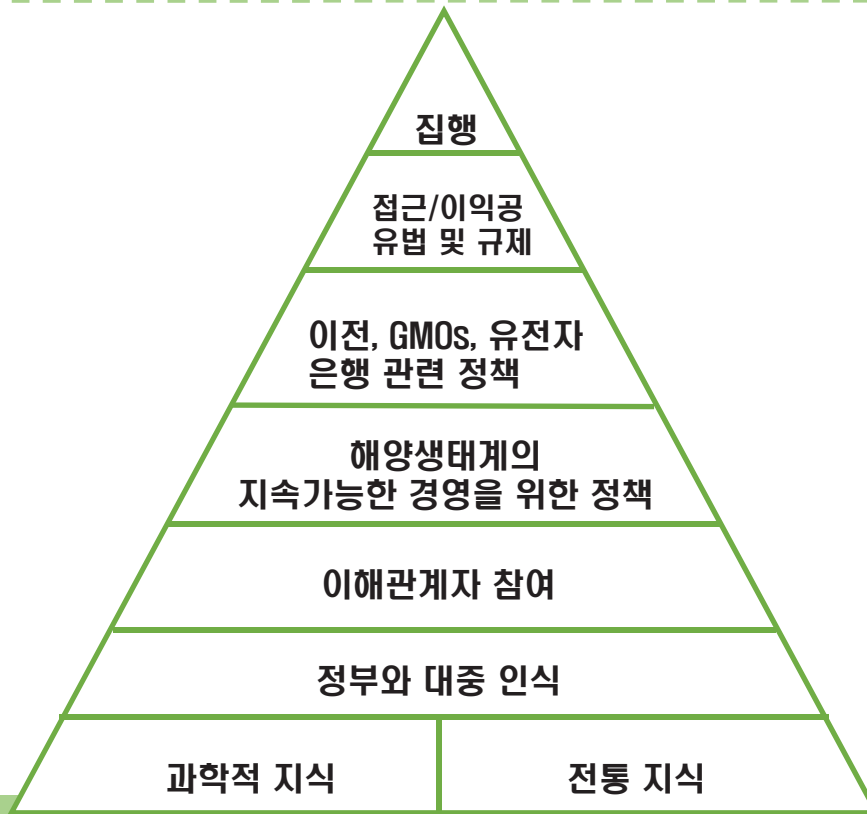 집행
접근/이익공
유법 및 규제
이전, GMOs, 유전자
은행 관련 정책
해양생태계의
지속가능한 경영을 위한 정책
이해관계자 참여
정부와 대중 인식
과학적 지식
전통 지식